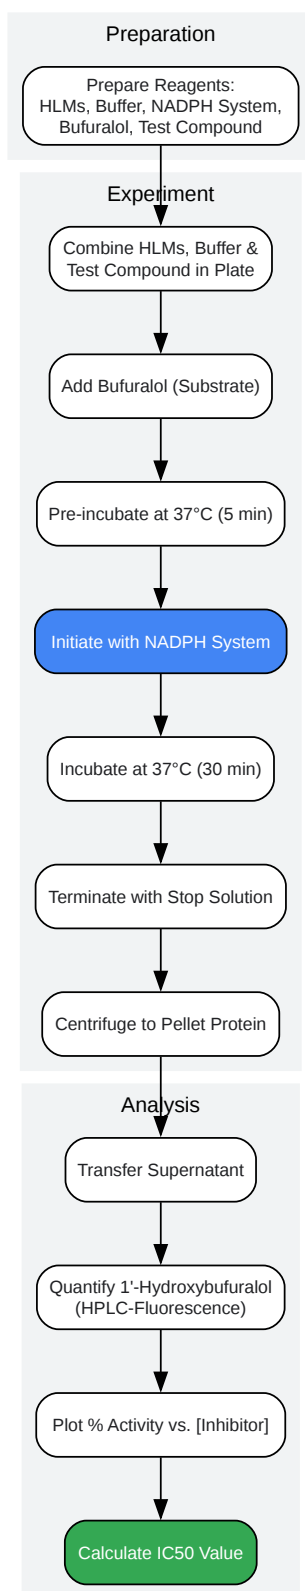 Preparation
Prepare Reagents:
HLMs, Buffer, NADPH System,
Bufuralol, Test Compound
Experiment
Combine HLMs, Buffer &
Test Compound in Plate
Add Bufuralol (Substrate)
Pre-incubate at 37°C (5 min)
Initiate with NADPH System
Incubate at 37°C (30 min)
Terminate with Stop Solution
Centrifuge to Pellet Protein
Analysis
Transfer Supernatant
Quantify 1'-Hydroxybufuralol
(HPLC-Fluorescence)
Plot % Activity vs. [Inhibitor]
Calculate IC50 Value